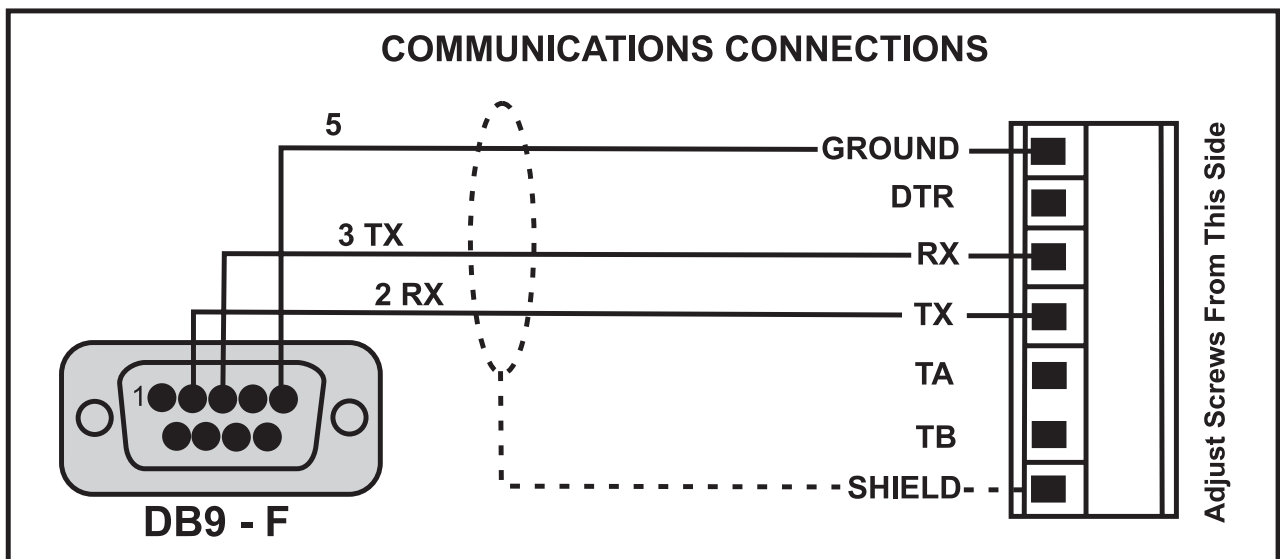 COMMUNICATIONS CONNECTIONS
5
GROUND
DTR
3 TX
RX
2 RX
TX
TA
TB
SHIELD
1
DB9 - F
Adjust Screws From This Side